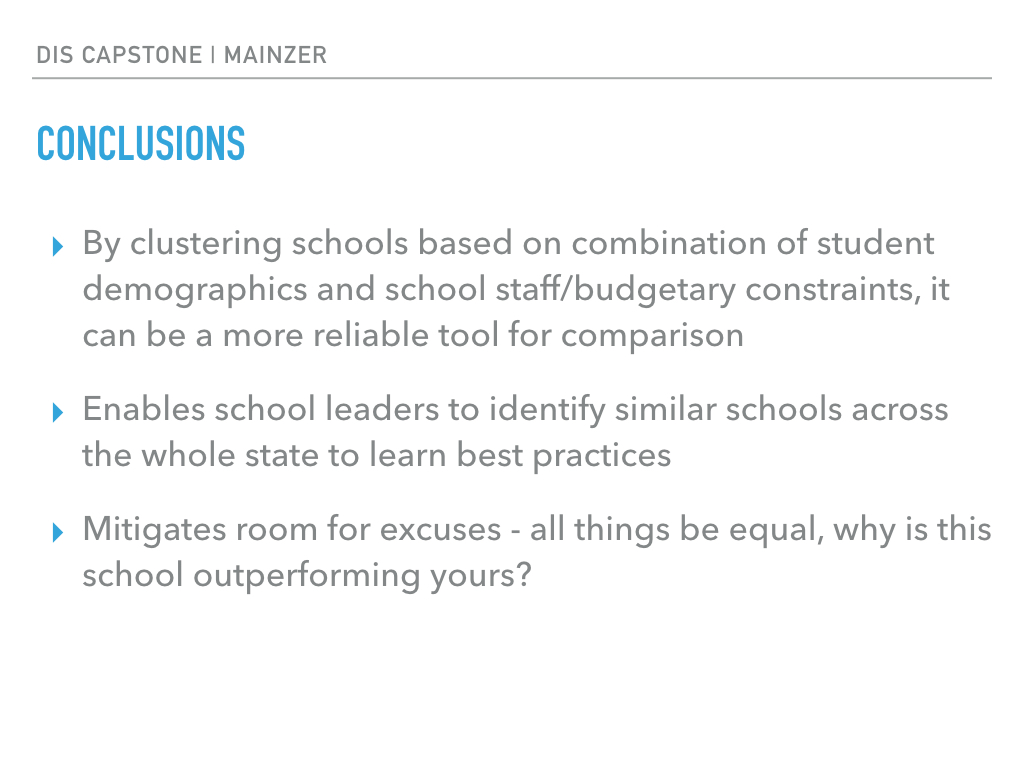 DIS CAPSTONE | MAINZER
CONCLUSIONS
By clustering schools based on combination of student
demographics and school staff/budgetary constraints, it
can be a more reliable tool for comparison
Enables school leaders to identify similar schools across
the whole state to learn best practices
Mitigates room for excuses - all things be equal, why is this
school outperforming yours?